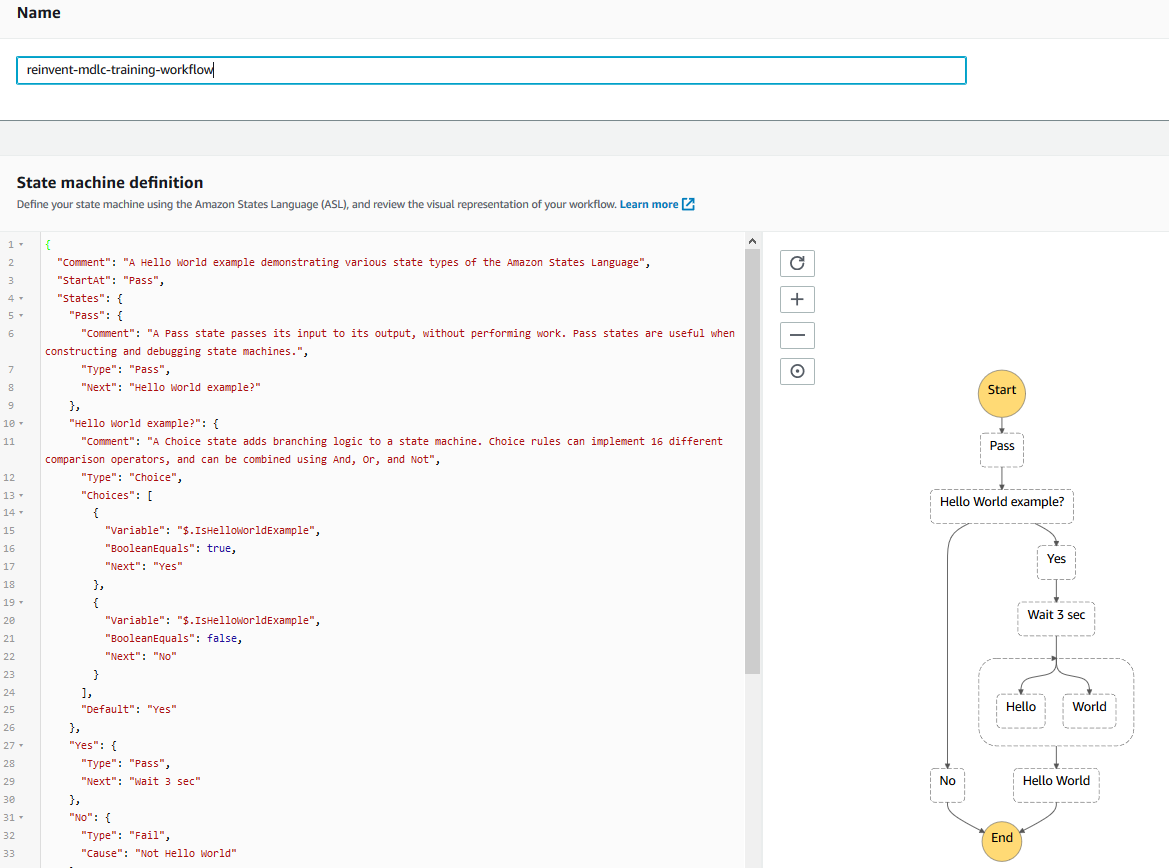 Name
reinvent-mdlc-training-workflow
State machine definition
Define your state machine using the Amazon States Language (ASL), and review the visual representation of your workflow. Learn more
1 {
2 "Comment": "A Hello World example demonstrating various state types of the Amazon States Language",
3 "StartAt": "Pass",
4 "States": {
5 "Pass": {
6 "Comment": "A Pass state passes its input to its output, without performing work. Pass states are useful when
constructing and debugging state machines.",
7 "Type": "Pass",
8 "Next": "Hello World example?"
9 },
10 "Hello World example?": {
11 "Comment": "A Choice state adds branching logic to a state machine. Choice rules can implement 16 different
comparison operators, and can be combined using And, Or, and Not",
12 "Type": "Choice",
13 "Choices": [
14 {
15 "Variable": "$.IsHelloWorldExample",
16 "BooleanEquals": true,
17 "Next": "Yes"
18 },
19 {
20 "Variable": "$.IsHelloWorldExample",
21 "BooleanEquals": false,
22 "Next": "No"
23 }
24 ],
25 "Default": "Yes"
26 },
27 "Yes": {
28 "Type": "Pass",
29 "Next": "Wait 3 sec"
30 },
31 "No": {
32 "Type": "Fail",
33 "Cause": "Not Hello World"
Start
Pass
Hello World example?
Yes
Wait 3 sec
Hello World
No Hello World
End